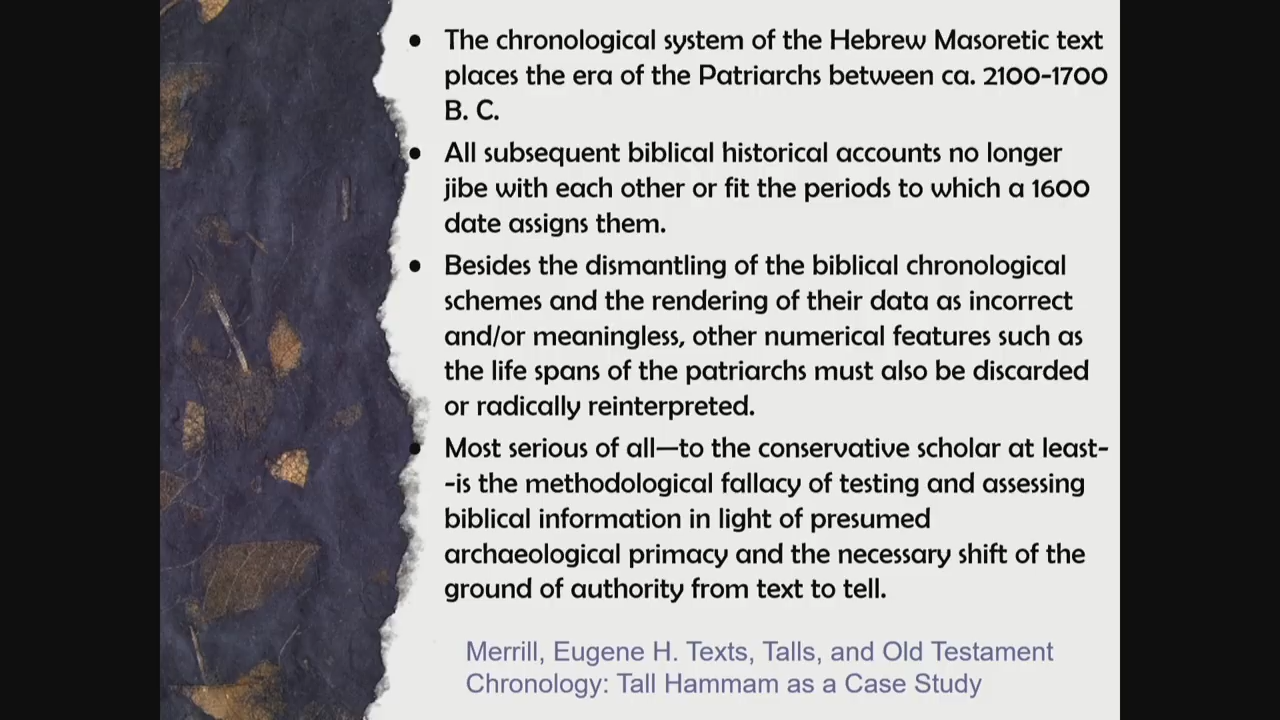 • The chronological system of the Hebrew Masoretic text
places the era of the Patriarchs between ca. 2100-1700
B. C.
• All subsequent biblical historical accounts no longer
jibe with each other or fit the periods to which a 1600
date assigns them.
• Besides the dismantling of the biblical chronological
schemes and the rendering of their data as incorrect
and/or meaningless, other numerical features such as
the life spans of the patriarchs must also be discarded
or radically reinterpreted.
• Most serious of all—to the conservative scholar at least-
-is the methodological fallacy of testing and assessing
biblical information in light of presumed
archaeological primacy and the necessary shift of the
ground of authority from text to tell.
Merrill, Eugene H. Texts, Talls, and Old Testament
Chronology: Tall Hammam as a Case Study